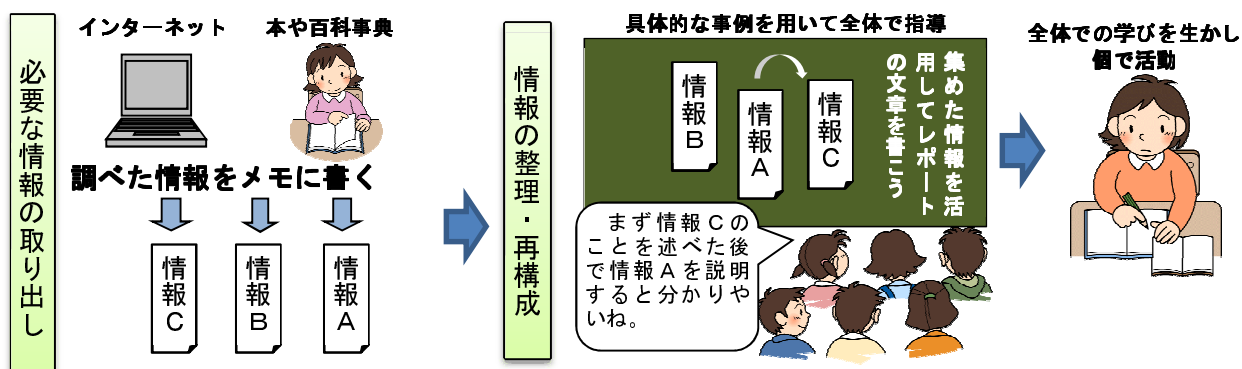 必要な情報の取り出し
インターネット
本や百科事典
調べた情報をメモに書く
情報C
情報B
情報A
情報の整理・再構成
具体的な事例を用いて全体で指導
集めた情報を活
用してレポート
の文章を書こう
情報C
情報A
情報B
まず情報Cの
ことを述べた後
で情報Aを説明
すると分かりや
いね。
全体での学びを生かし
個で活動